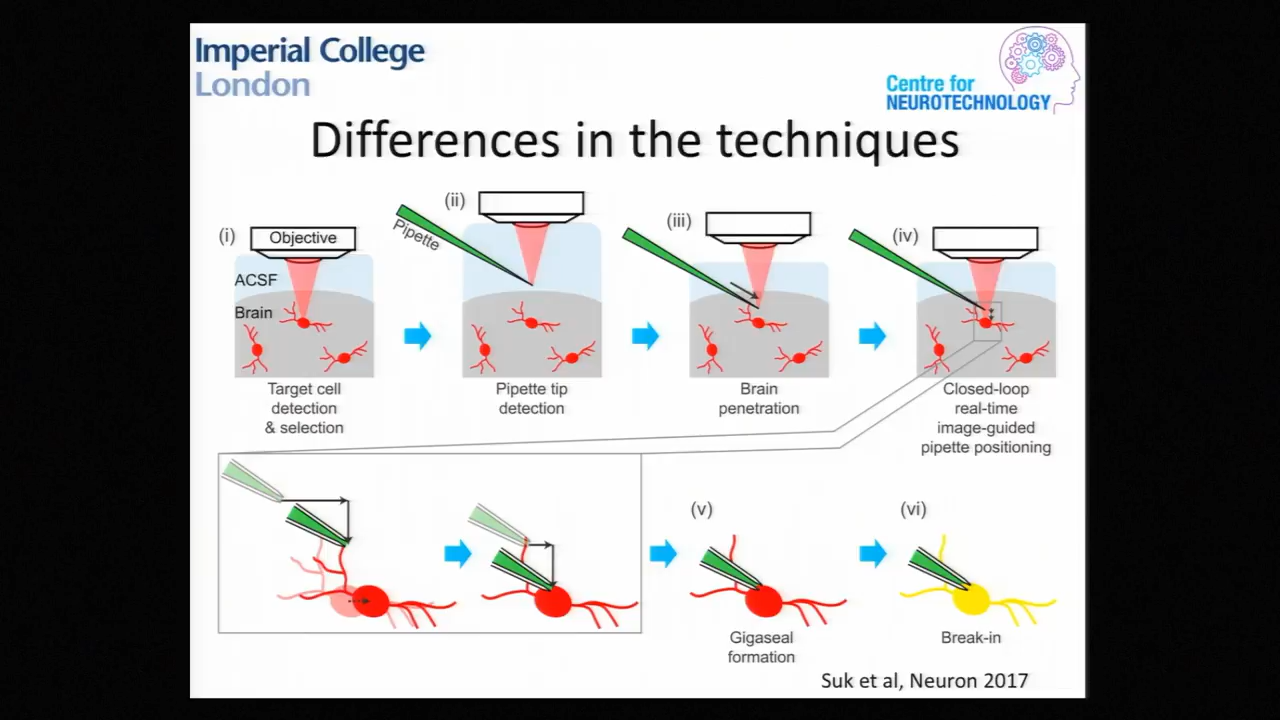 Imperial College
London
Centre for
NEUROTECHNOLOGY
Differences in the techniques
(i)
Objective
ACSF
Brain
Target cell
detection
& selection
(ii)
Pipette
Pipette tip
detection
(iii)
Brain
penetration
(iv)
Closed-loop
real-time
image-guided
pipette positioning
(v)
Gigaseal
formation
(vi)
Break-in
Suk et al, Neuron 2017